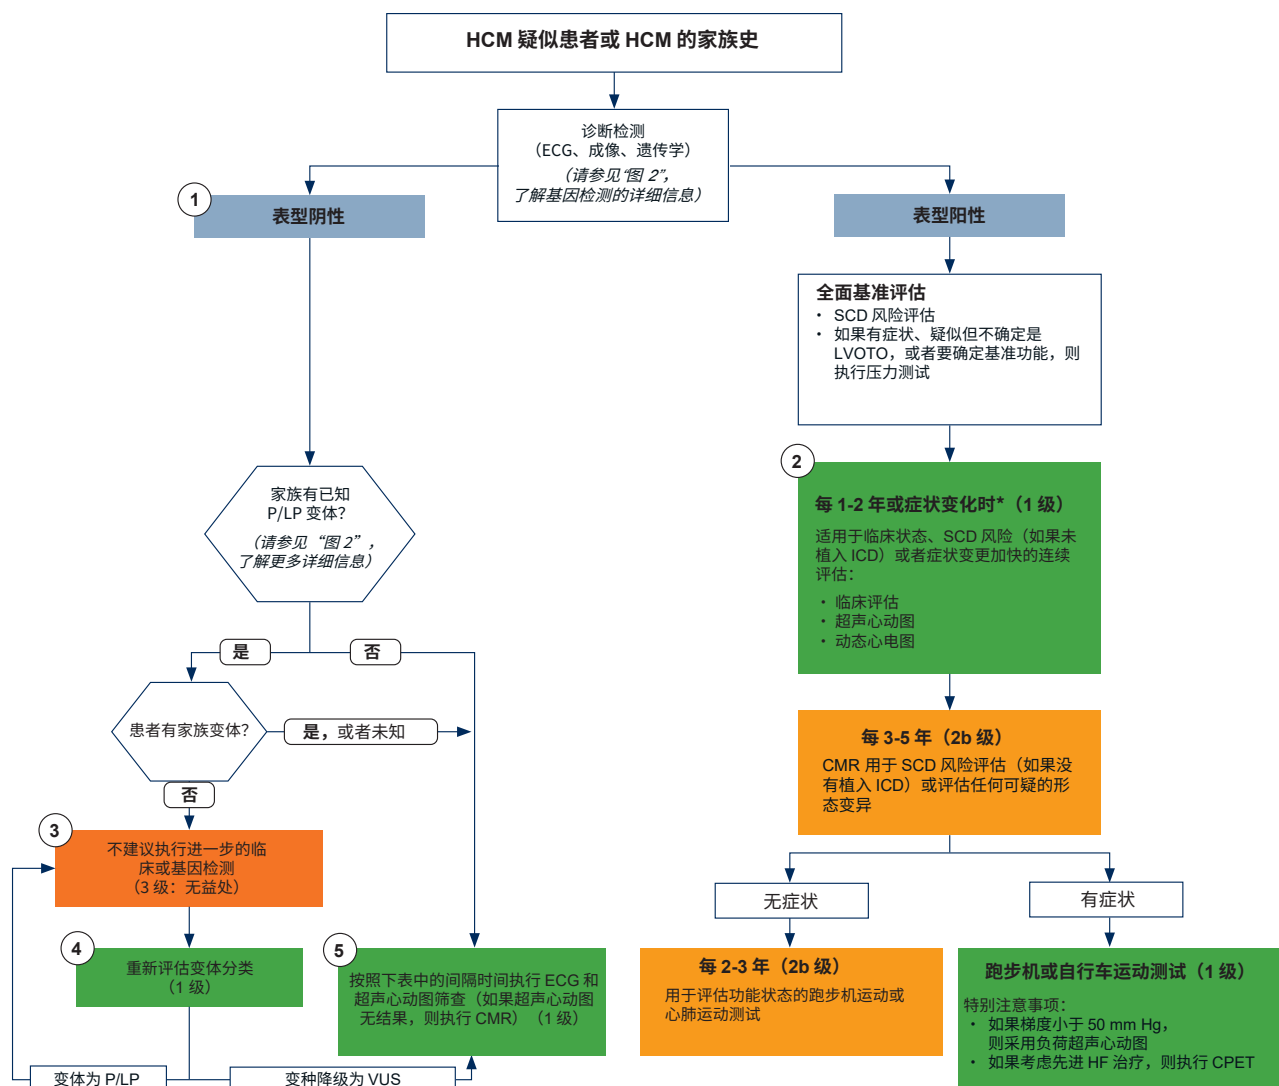 HCM 疑似患者或 HCM 的家族史
诊断检测
（ECG、成像、遗传学）
（请参见“图 2”，
了解基因检测的详细信息）
1
表型阴性
表型阳性
全面基准评估
• SCD 风险评估
• 如果有症状、疑似但不确定是
LVOTO，或者要确定基准功能，则
执行压力测试
家族有已知
P/LP 变体？
（请参见“图 2”，
了解更多详细信息）
2
每 1-2 年或症状变化时*（1 级）
适用于临床状态、SCD 风险（如果未
植入 ICD）或者症状变更加快的连续
评估：
• 临床评估
• 超声心动图
• 动态心电图
是
否
患者有家族变体？
是，或者未知
否
每 3-5 年（2b 级）
CMR 用于 SCD 风险评估（如果没
有植入 ICD）或评估任何可疑的形
态变异
3
不建议执行进一步的临
床或基因检测
（3 级：无益处）
无症状
有症状
4
重新评估变体分类
（1 级）
5
按照下表中的间隔时间执行 ECG 和
超声心动图筛查（如果超声心动图
无结果，则执行 CMR）（1 级）
每 2-3 年（2b 级）
用于评估功能状态的跑步机运动或
心肺运动测试
跑步机或自行车运动测试（1 级）
特别注意事项：
• 如果梯度小于 50 mm Hg，
则采用负荷超声心动图
• 如果考虑先进 HF 治疗，则执行 CPET
变体为 P/LP
变种降级为 VUS